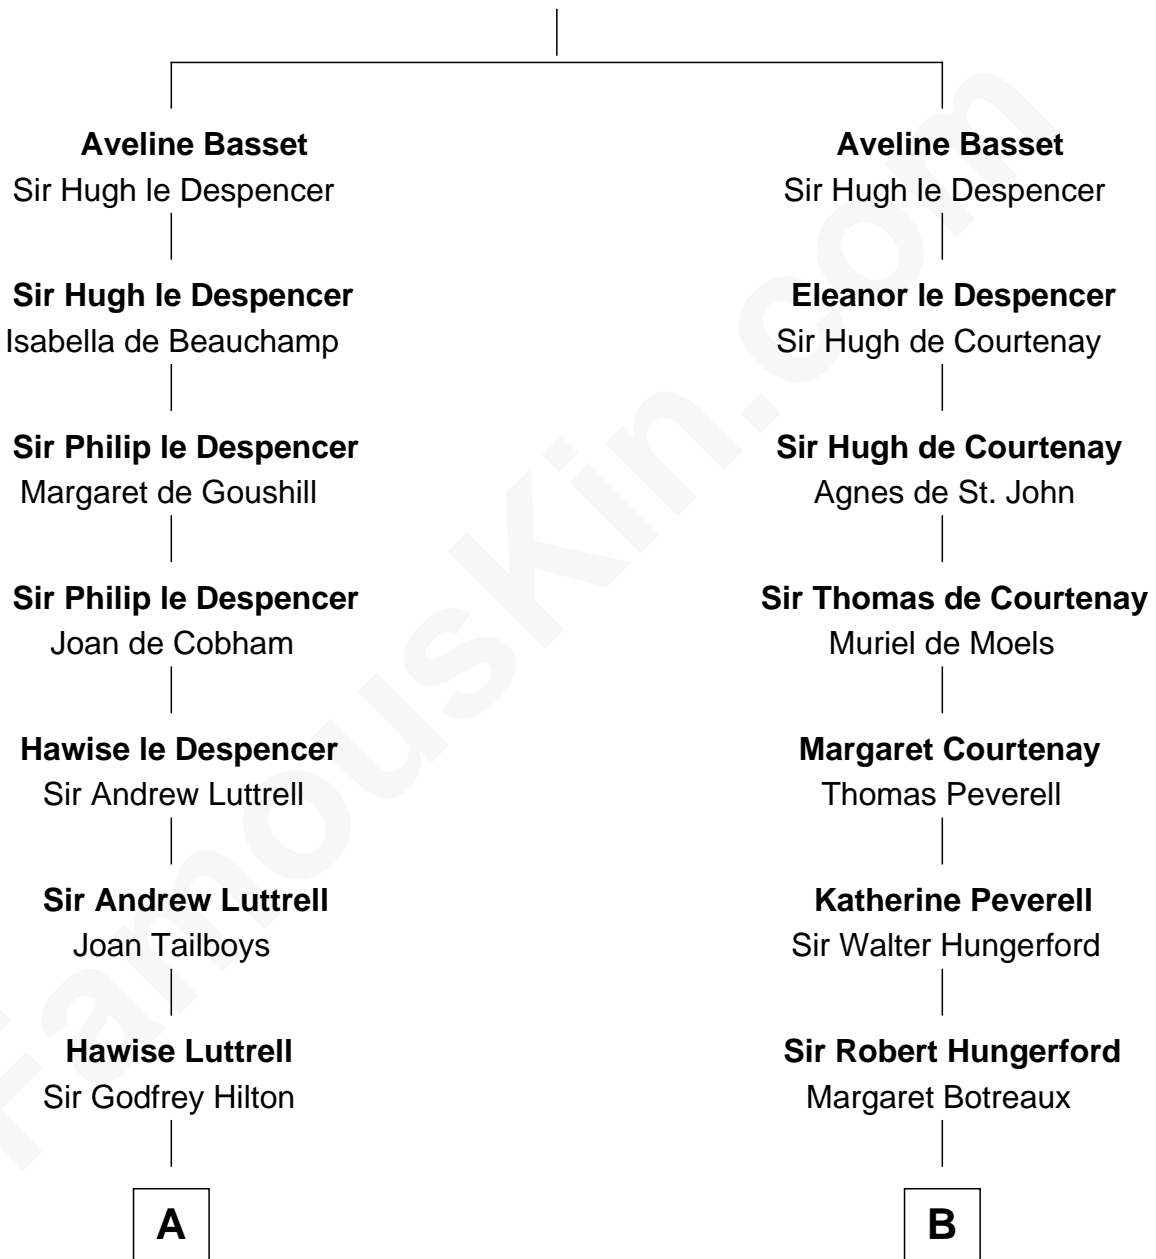 Aveline Basset
Sir Hugh le Despencer
Sir Hugh le Despencer
Isabella de Beauchamp
Sir Philip le Despencer
Margaret de Goushill
Sir Philip le Despencer
Joan de Cobham
Hawise le Despencer
Sir Andrew Luttrell
Sir Andrew Luttrell
Joan Tailboys
Hawise Luttrell
Sir Godfrey Hilton
A
Aveline Basset
Sir Hugh le Despencer
Eleanor le Despencer
Sir Hugh de Courtenay
Sir Hugh de Courtenay
Agnes de St. John
Sir Thomas de Courtenay
Muriel de Moels
Margaret Courtenay
Thomas Peverell
Katherine Peverell
Sir Walter Hungerford
Sir Robert Hungerford
Margaret Botreaux
B
FamousKin.com